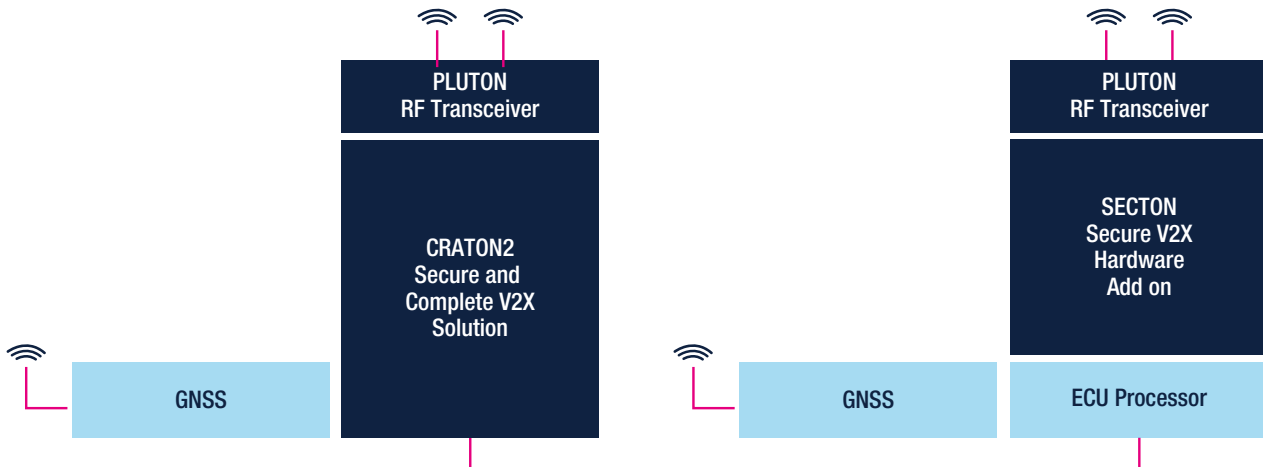 PLUTON
RF Transceiver
CRATON2
Secure and
Complete V2X
Solution
GNSS
PLUTON
RF Transceiver
SECTON
Secure V2X
Hardware
Add on
GNSS
ECU Processor